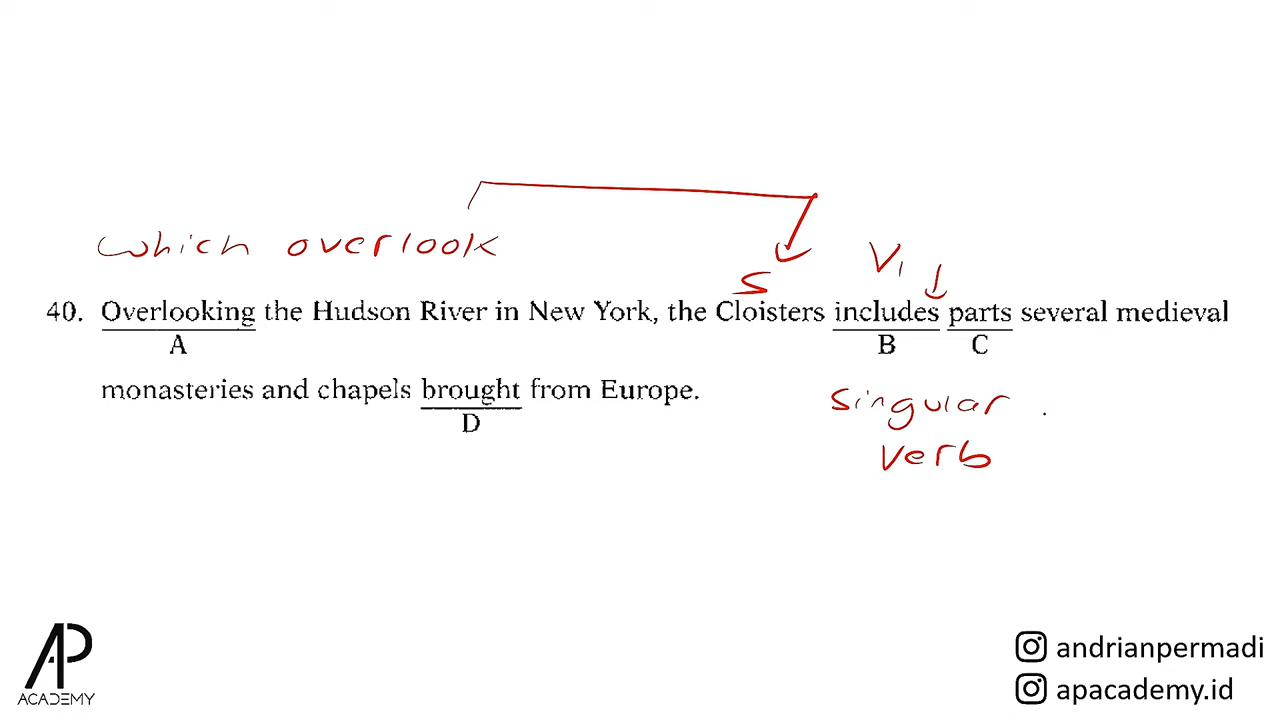 which overlook
S
V1
40. Overlooking the Hudson River in New York, the Cloisters includes parts several medieval
A
B
C
monasteries and chapels brought from Europe.
D
singular
verb
AP
ACADEMY
andrianpermadi
apacademy.id